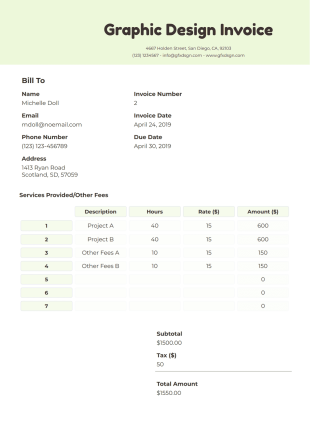 Graphic Design Invoice
4667 Holden Street, San Diego, CA, 92103
(123) 1234567 - info@gfxdsign.com - www.gfxdsign.com
Bill To
Name Invoice Number
Michelle Doll 2
Email Invoice Date
mdoll@noemail.com April 24, 2019
Phone Number Due Date
(123) 123-456789 April 30, 2019
Address
1413 Ryan Road
Scotland, SD, 57059
Services Provided/Other Fees
Description Hours Rate ($) Amount ($)
1 Project A 40 15 600
2 Project B 40 15 600
3 Other Fees A 10 15 150
4 Other Fees B 10 15 150
5 0
6 0
7 0
Subtotal
$1500.00
Tax ($)
50
Total Amount
$1550.00